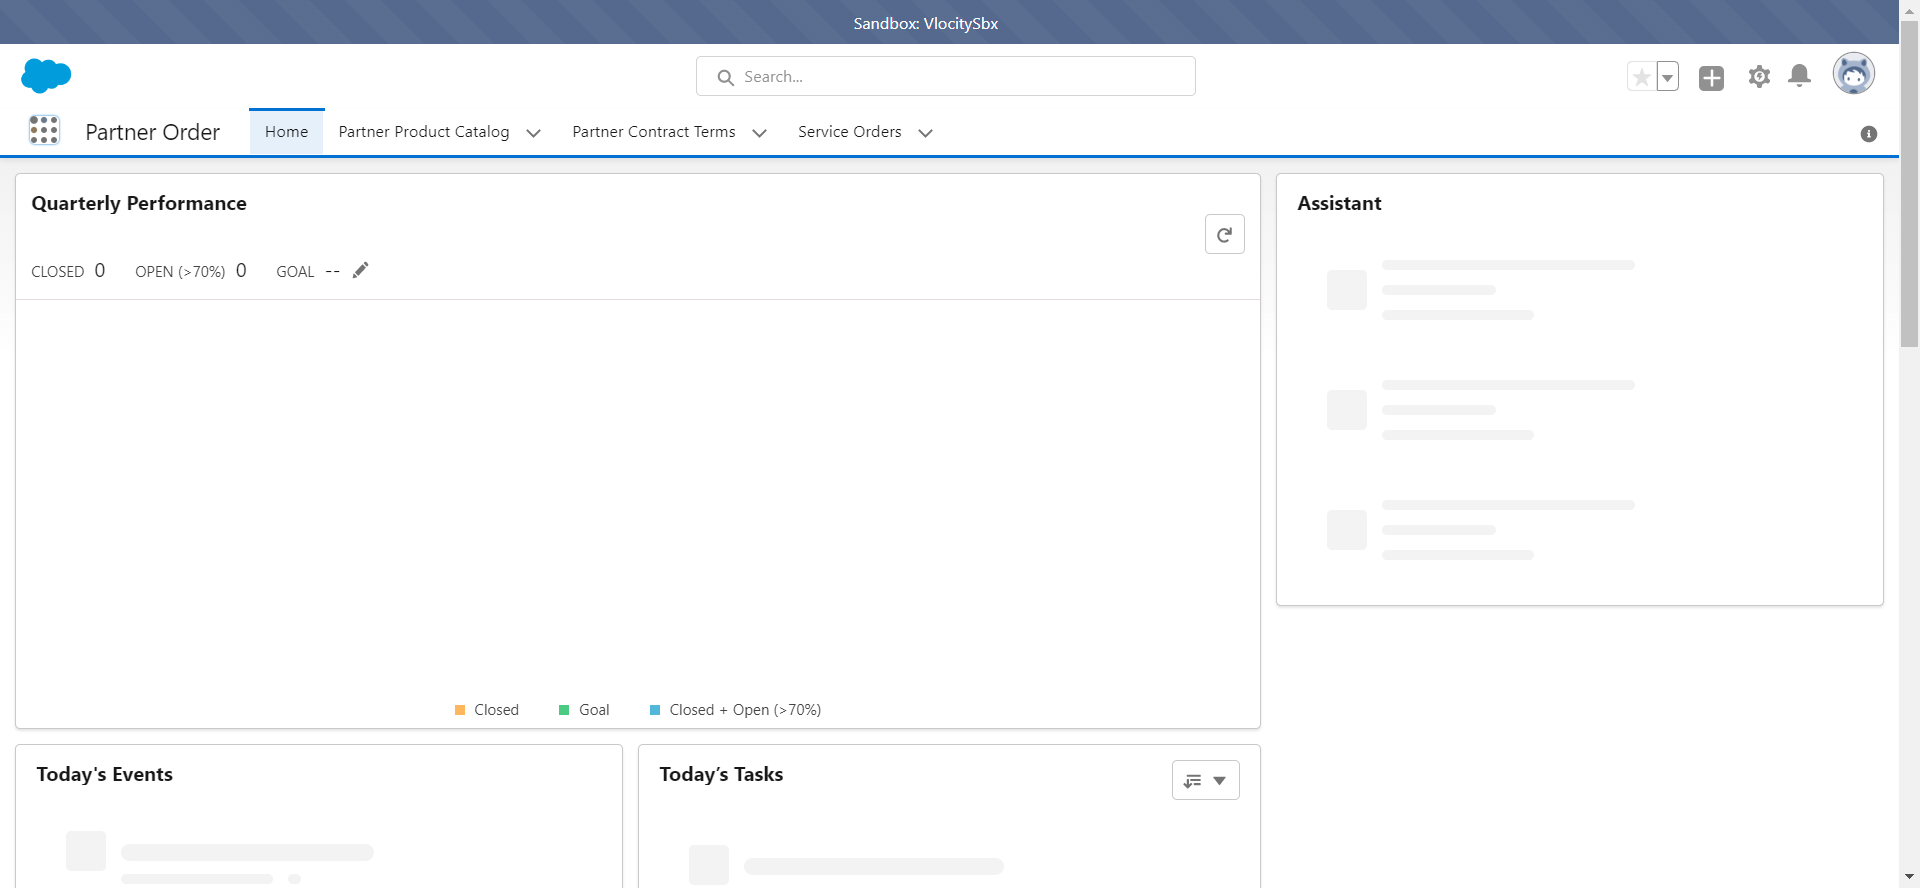 Sandbox: VlocitySbx
Search...
Partner Order
Home
Partner Product Catalog
Partner Contract Terms
Service Orders
Quarterly Performance
CLOSED 0 OPEN (>70%) 0 GOAL --
Closed
Goal
Closed + Open (>70%)
Assistant
Today's Events
Today’s Tasks